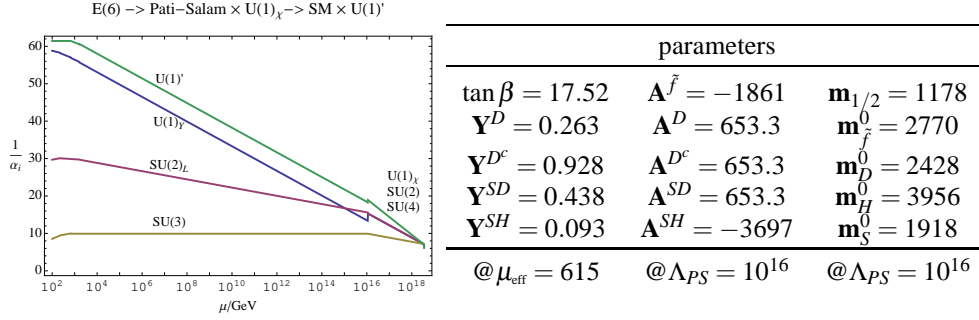 E(6) -> Pati-Salam × U(1)χ-> SM × U(1)'
60
50
40
30
20
10
0
1/αi
U(1)'
U(1)Y
SU(2)L
SU(3)
U(1)χ
SU(2)
SU(4)
10^2 10^4 10^6 10^8 10^10 10^12 10^14 10^16 10^18
μ/GeV
parameters
tan β = 17.52 A^f̃ = −1861 m_1/2 = 1178
Y^D = 0.263 A^D = 653.3 m^0_f̃ = 2770
Y^D^c = 0.928 A^D^c = 653.3 m^0_D = 2428
Y^SD = 0.438 A^SD = 653.3 m^0_H = 3956
Y^SH = 0.093 A^SH = −3697 m^0_S = 1918
@μ_eff = 615 @Λ_PS = 10^16 @Λ_PS = 10^16